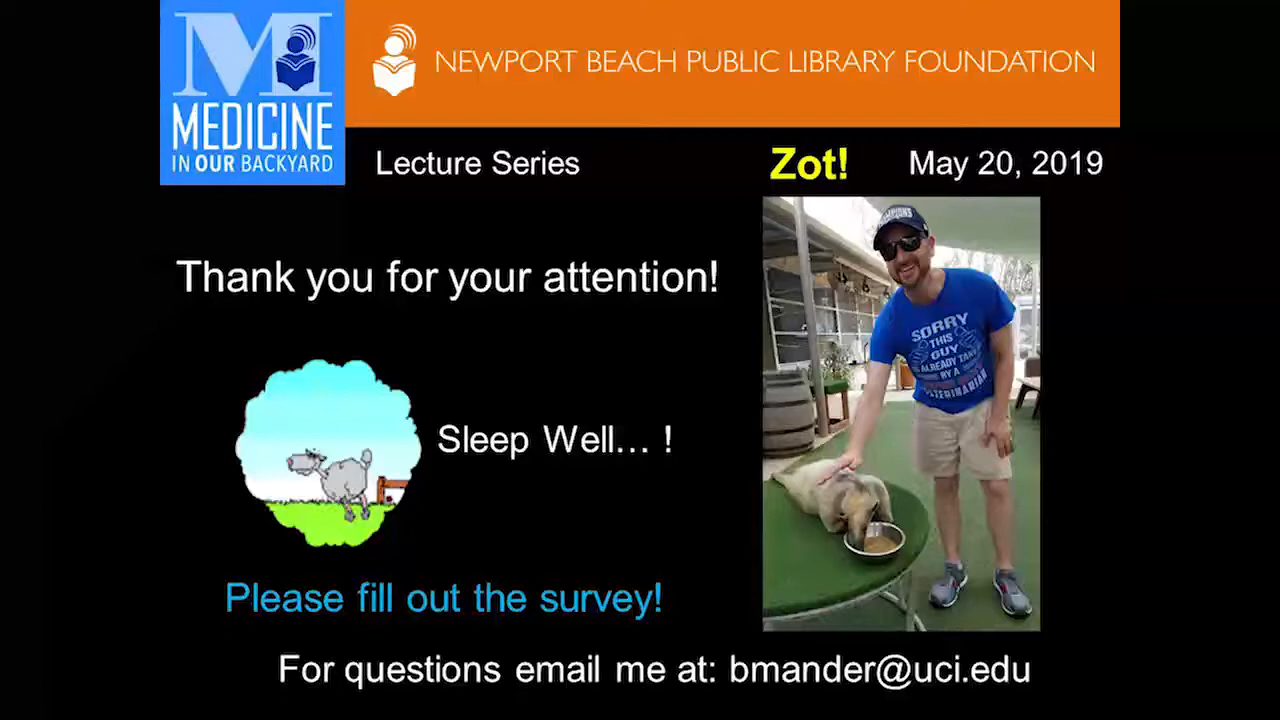 M
MEDICINE
IN OUR BACKYARD
NEWPORT BEACH PUBLIC LIBRARY FOUNDATION
Lecture Series
Zot!
May 20, 2019
Thank you for your attention!
SORRY
THIS
GUY
ALREADY
BY A
Sleep Well... !
Please fill out the survey!
For questions email me at: bmander@uci.edu